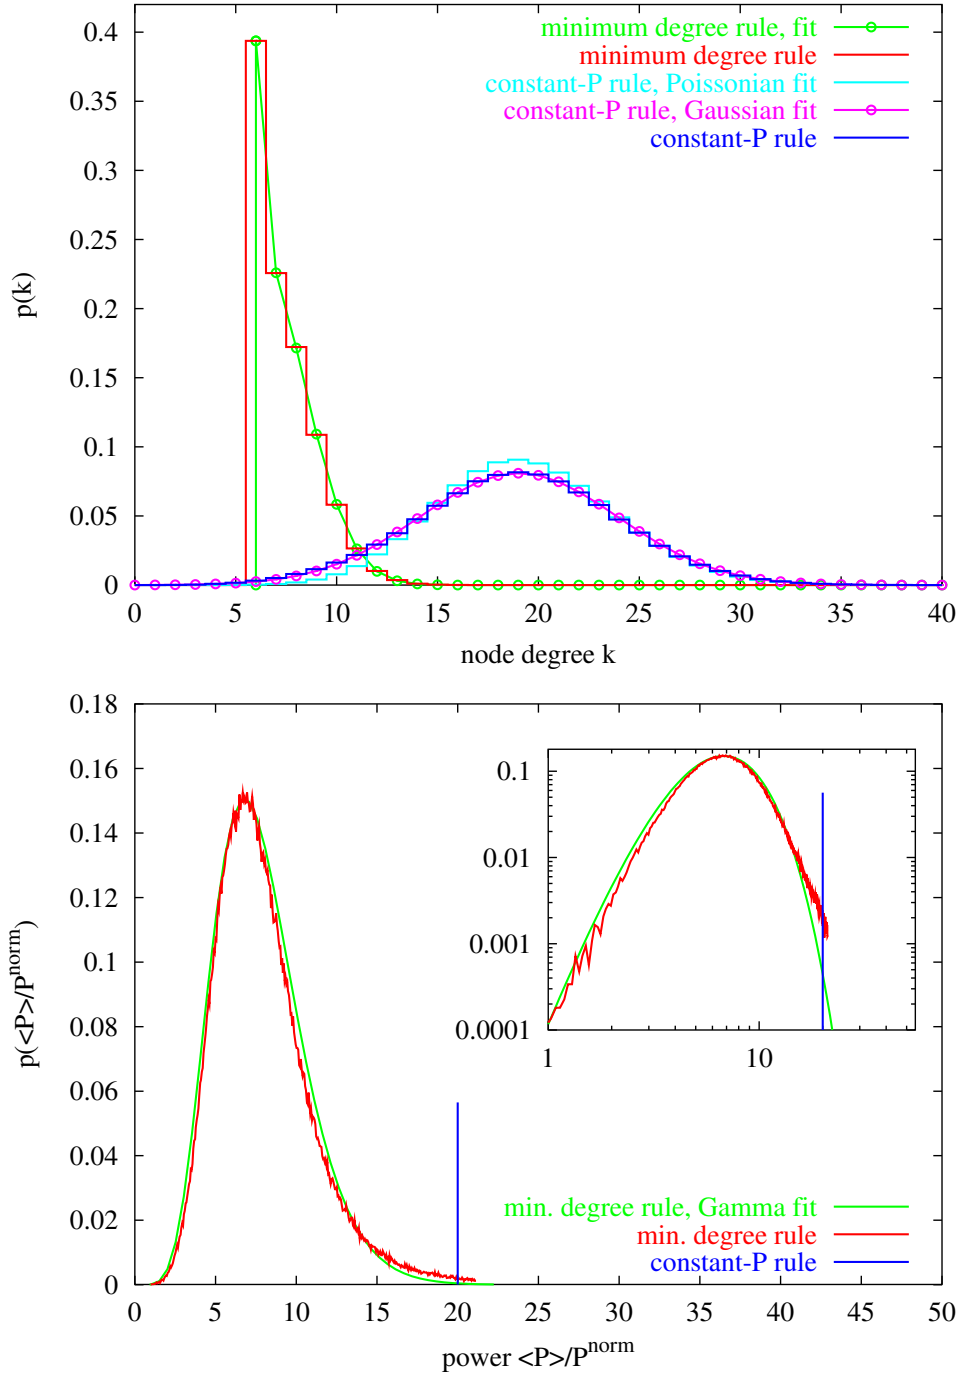 0.4
0.35
0.3
0.25
0.2
0.15
0.1
0.05
0
p(k)
minimum degree rule, fit
minimum degree rule
constant-P rule, Poissonian fit
constant-P rule, Gaussian fit
constant-P rule
0 5 10 15 20 25 30 35 40
node degree k
0.18
0.16
0.14
0.12
0.1
0.08
0.06
0.04
0.02
0
p(<P>/P^norm)
0.1
0.01
0.001
0.0001
1 10
min. degree rule, Gamma fit
min. degree rule
constant-P rule
0 5 10 15 20 25 30 35 40 45 50
power <P>/P^norm